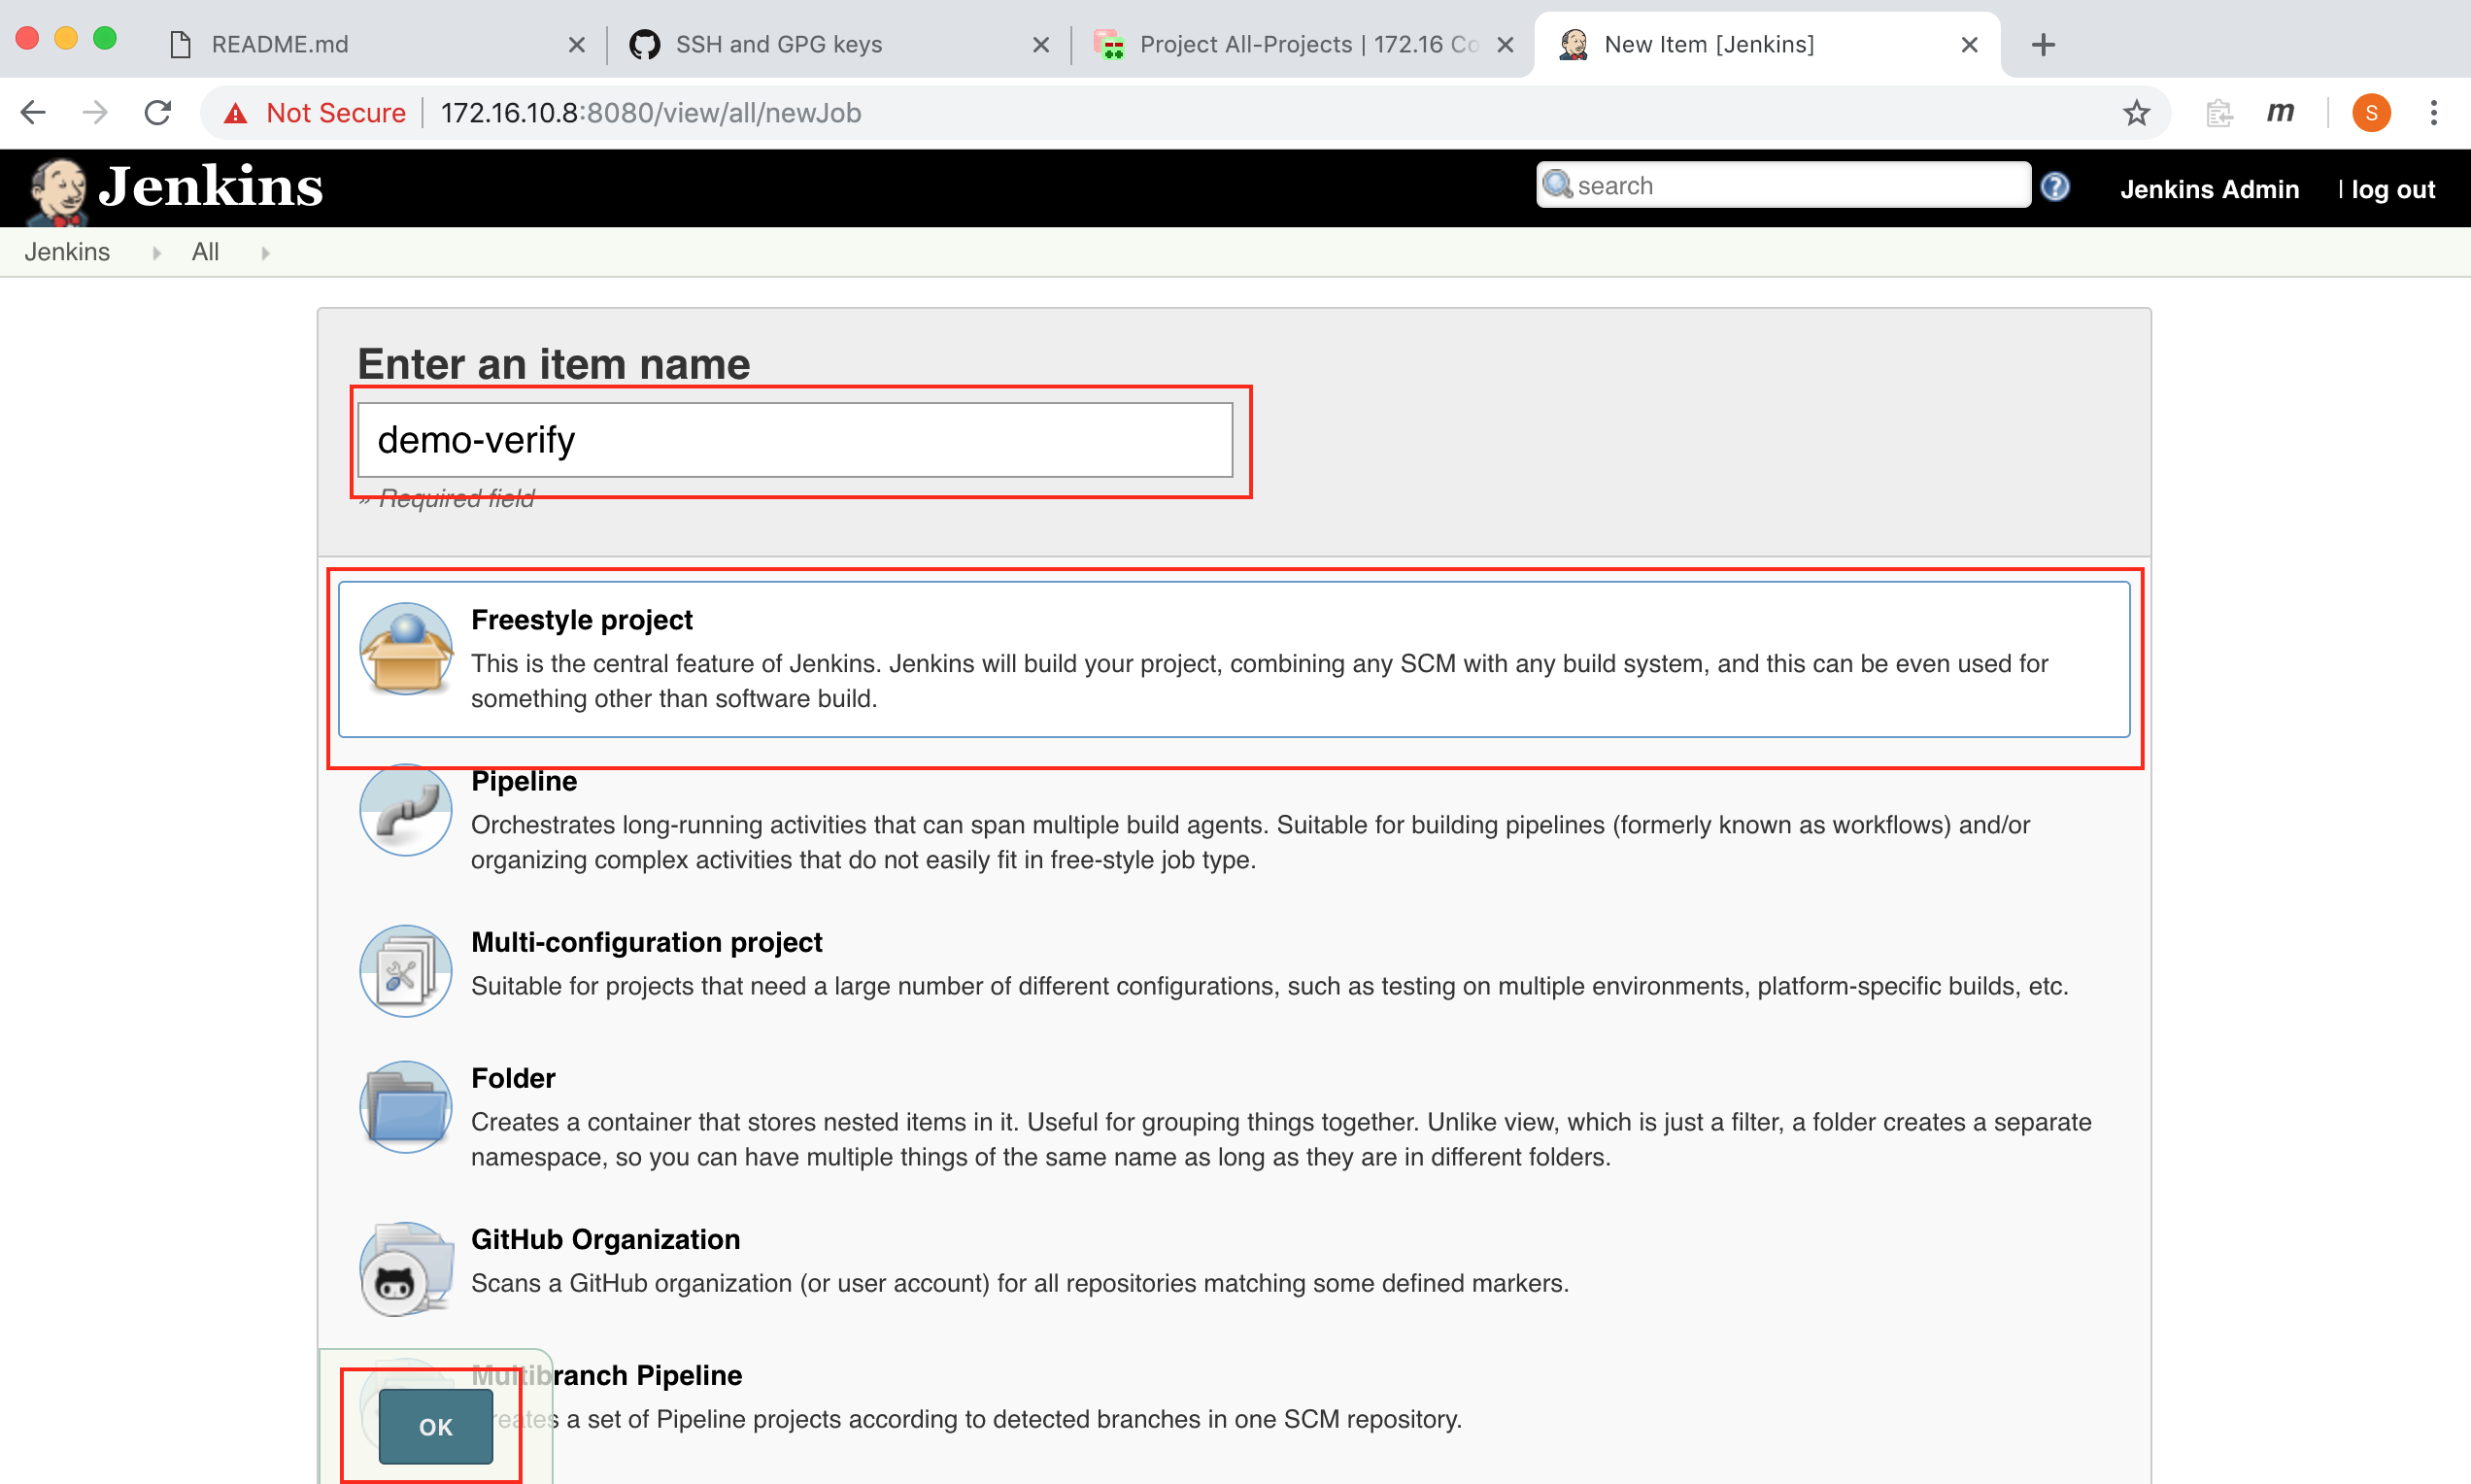 README.md
SSH and GPG keys
Project All-Projects | 172.16 Co
New Item [Jenkins]
Not Secure
172.16.10.8:8080/view/all/newJob
m
S
Jenkins
search
?
Jenkins Admin
| log out
Jenkins
All
Enter an item name
demo-verify
» Required field
Freestyle project
This is the central feature of Jenkins. Jenkins will build your project, combining any SCM with any build system, and this can be even used for
something other than software build.
Pipeline
Orchestrates long-running activities that can span multiple build agents. Suitable for building pipelines (formerly known as workflows) and/or
organizing complex activities that do not easily fit in free-style job type.
Multi-configuration project
Suitable for projects that need a large number of different configurations, such as testing on multiple environments, platform-specific builds, etc.
Folder
Creates a container that stores nested items in it. Useful for grouping things together. Unlike view, which is just a filter, a folder creates a separate
namespace, so you can have multiple things of the same name as long as they are in different folders.
GitHub Organization
Scans a GitHub organization (or user account) for all repositories matching some defined markers.
Multibranch Pipeline
reates a set of Pipeline projects according to detected branches in one SCM repository.
OK